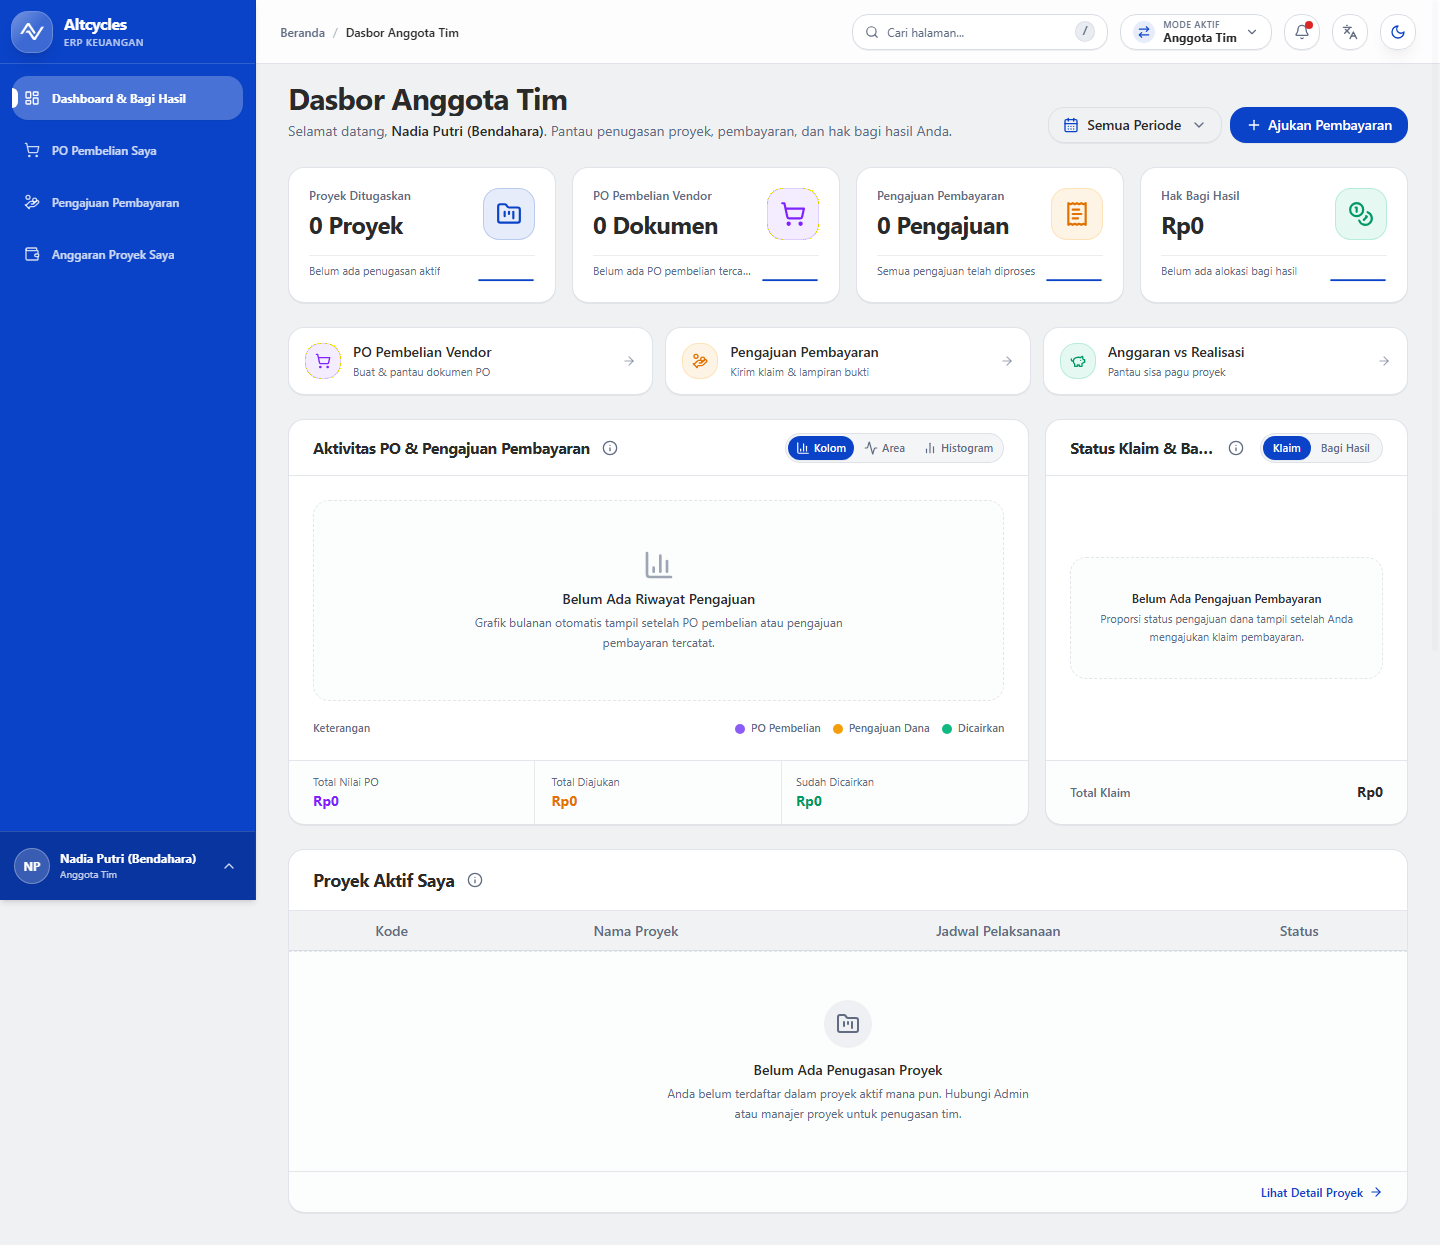 Altcycles
ERP KEUANGAN
Dashboard & Bagi Hasil
PO Pembelian Saya
Pengajuan Pembayaran
Anggaran Proyek Saya
NP
Nadia Putri (Bendahara)
Anggota Tim
Beranda / Dasbor Anggota Tim
Cari halaman...
/
MODE AKTIF
Anggota Tim
Dasbor Anggota Tim
Selamat datang, Nadia Putri (Bendahara). Pantau penugasan proyek, pembayaran, dan hak bagi hasil Anda.
Semua Periode
Ajukan Pembayaran
Proyek Ditugaskan
0 Proyek
Belum ada penugasan aktif
PO Pembelian Vendor
0 Dokumen
Belum ada PO pembelian terca...
Pengajuan Pembayaran
0 Pengajuan
Semua pengajuan telah diproses
Hak Bagi Hasil
Rp0
Belum ada alokasi bagi hasil
PO Pembelian Vendor
Buat & pantau dokumen PO
Pengajuan Pembayaran
Kirim klaim & lampiran bukti
Anggaran vs Realisasi
Pantau sisa pagu proyek
Aktivitas PO & Pengajuan Pembayaran
Kolom
Area
Histogram
Belum Ada Riwayat Pengajuan
Grafik bulanan otomatis tampil setelah PO pembelian atau pengajuan
pembayaran tercatat.
Keterangan
PO Pembelian
Pengajuan Dana
Dicairkan
Total Nilai PO
Rp0
Total Diajukan
Rp0
Sudah Dicairkan
Rp0
Status Klaim & Ba...
Klaim
Bagi Hasil
Belum Ada Pengajuan Pembayaran
Proporsi status pengajuan dana tampil setelah Anda
mengajukan klaim pembayaran.
Total Klaim
Rp0
Proyek Aktif Saya
Kode
Nama Proyek
Jadwal Pelaksanaan
Status
Belum Ada Penugasan Proyek
Anda belum terdaftar dalam proyek aktif mana pun. Hubungi Admin
atau manajer proyek untuk penugasan tim.
Lihat Detail Proyek